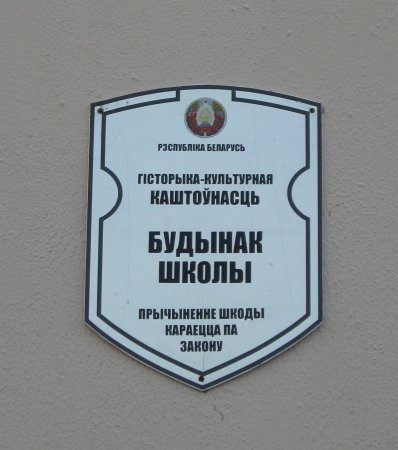 РЭСПУБЛІКА БЕЛАРУСЬ
ГІСТОРЫКА-КУЛЬТУРНАЯ
КАШТОЎНАСЦЬ
БУДЫНАК
ШКОЛЫ
ПРЫЧЫНЕННЕ ШКОДЫ
КАРАЕЦЦА ПА
ЗАКОНУ